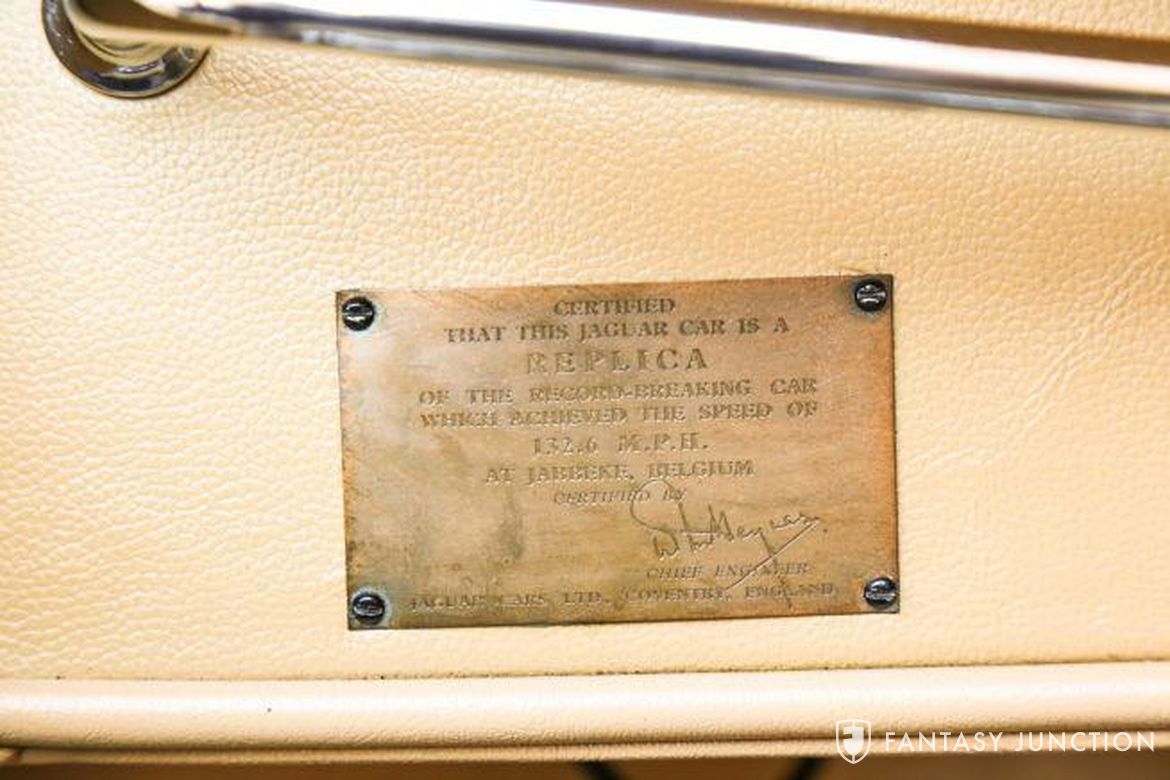 CERTIFIED
THAT THIS JAGUAR CAR IS A
REPLICA
OF THE RECORD-BREAKING CAR
WHICH ACHIEVED THE SPEED OF
132.6 M.P.H.
AT JABBEKE, BELGIUM
CERTIFIED BY
CHIEF ENGINEER
JAGUAR CARS, LTD., COVENTRY, ENGLAND
FANTASY JUNCTION